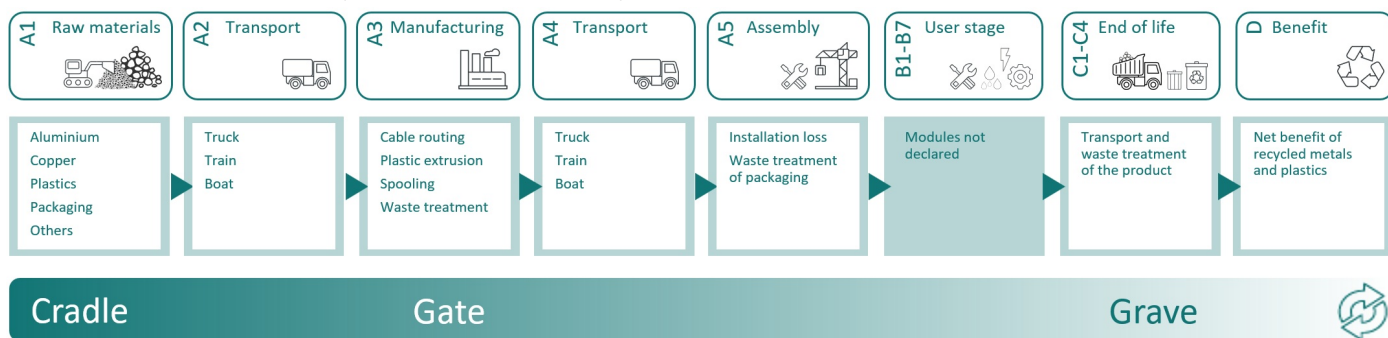 A1 Raw materials
A2 Transport
A3 Manufacturing
A4 Transport
A5 Assembly
B1-B7 User stage
C1-C4 End of life
D Benefit
Aluminium
Copper
Plastics
Packaging
Others
Truck
Train
Boat
Cable routing
Plastic extrusion
Spooling
Waste treatment
Truck
Train
Boat
Installation loss
Waste treatment
of packaging
Modules not
declared
Transport and
waste treatment
of the product
Net benefit of
recycled metals
and plastics
Cradle
Gate
Grave